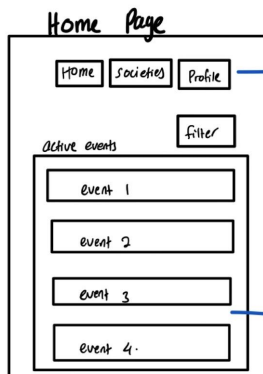 Home Page
Home societies Profile
filter
active events
event 1
event 2
event 3
event 4.